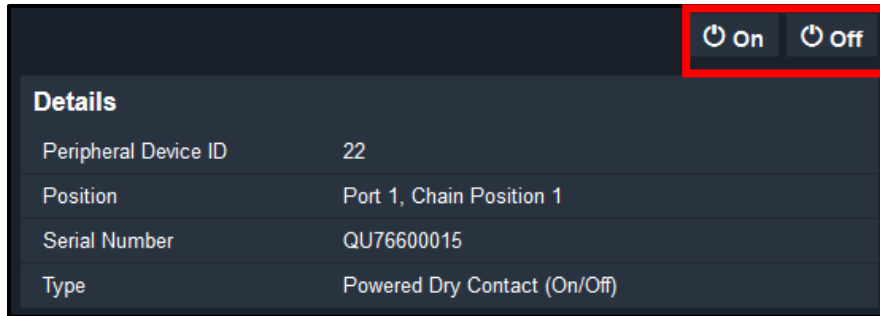 On Off
Details
Peripheral Device ID 22
Position Port 1, Chain Position 1
Serial Number QU76600015
Type Powered Dry Contact (On/Off)